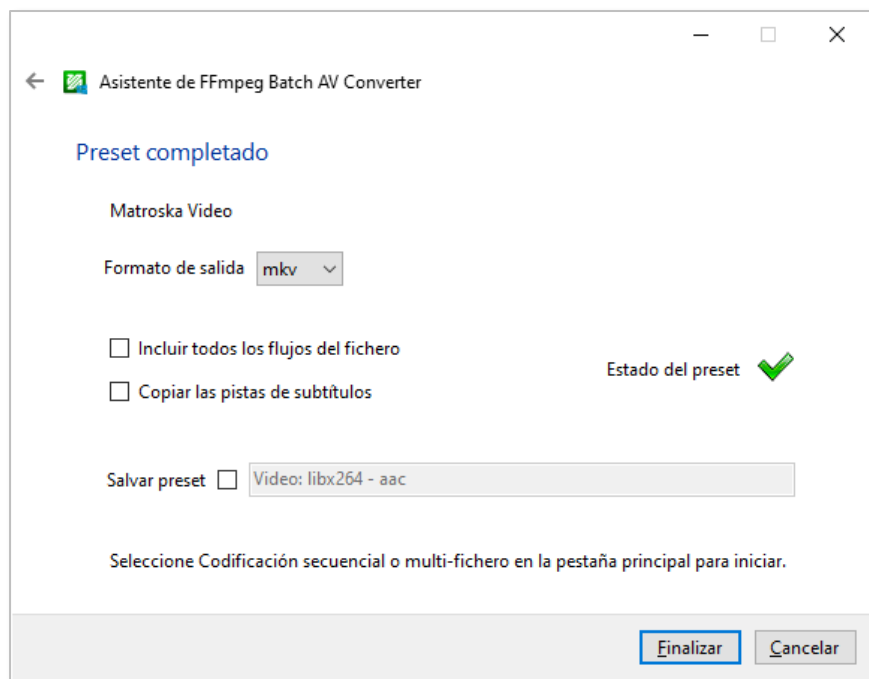 Asistente de FFmpeg Batch AV Converter
Preset completado
Matroska Video
Formato de salida mkv
Incluir todos los flujos del fichero
Estado del preset
Copiar las pistas de subtítulos
Salvar preset Video: libx264 - aac
Seleccione Codificación secuencial o multi-fichero en la pestaña principal para iniciar.
Finalizar Cancelar